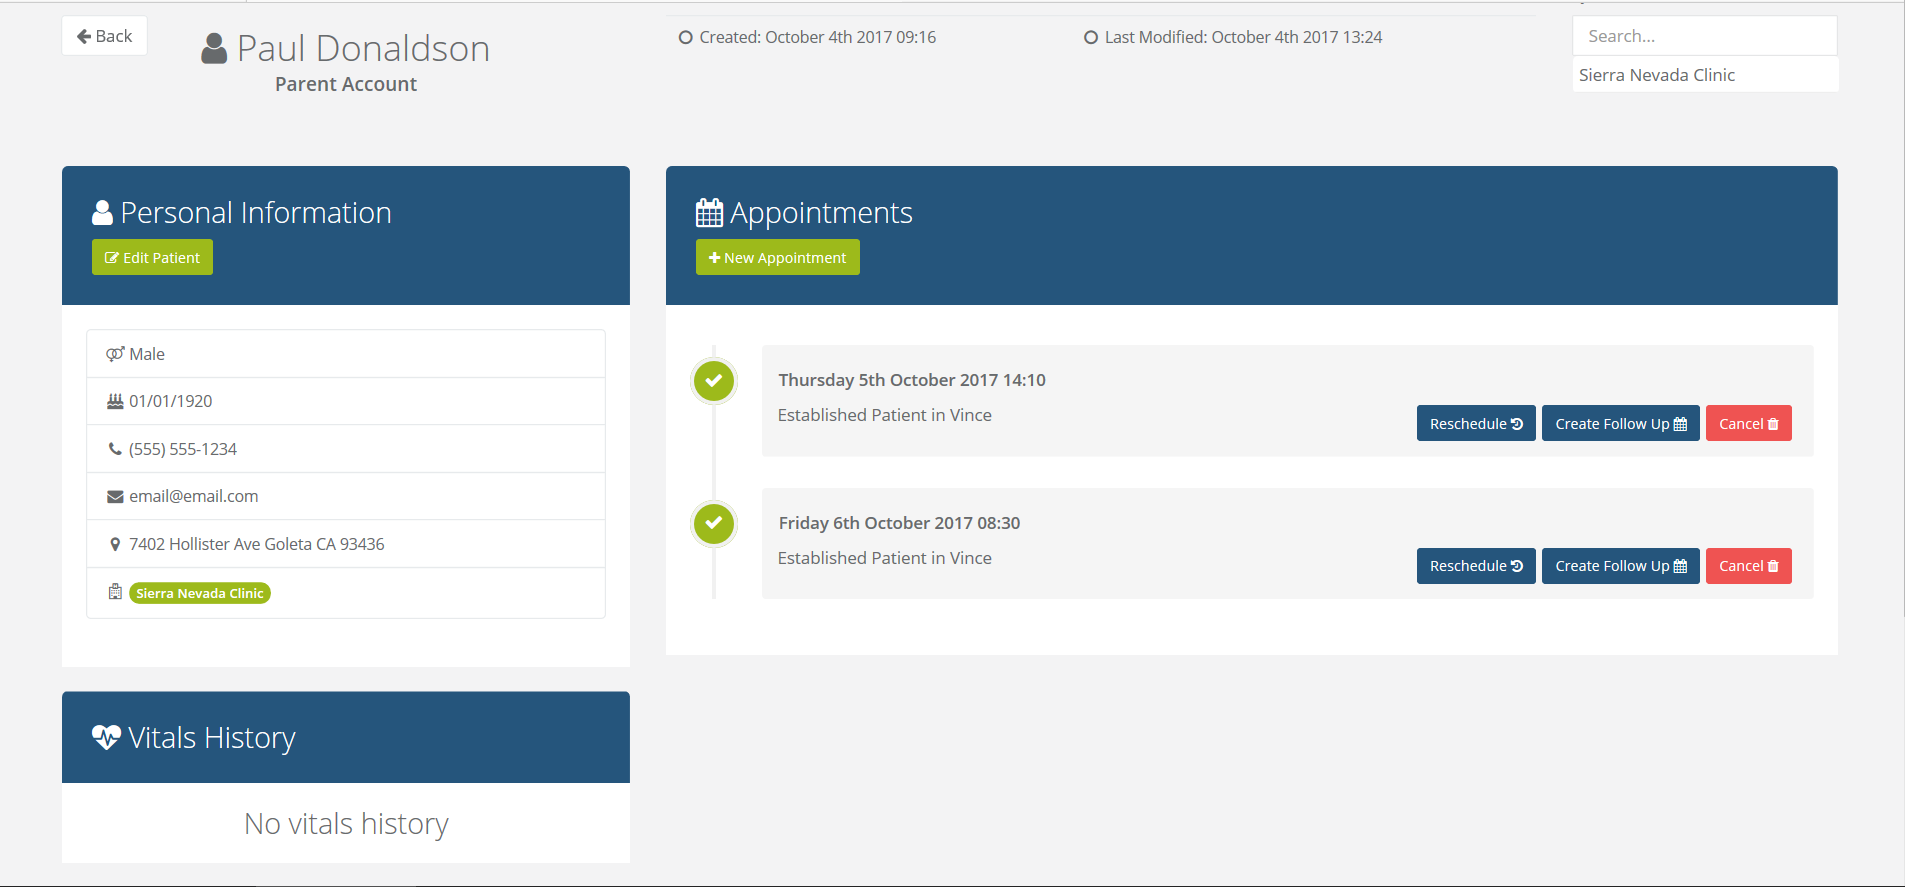 Back
Paul Donaldson
Parent Account
Created: October 4th 2017 09:16
Last Modified: October 4th 2017 13:24
Search...
Sierra Nevada Clinic
Personal Information
Edit Patient
Male
01/01/1920
(555) 555-1234
email@email.com
7402 Hollister Ave Goleta CA 93436
Sierra Nevada Clinic
Vitals History
No vitals history
Appointments
New Appointment
Thursday 5th October 2017 14:10
Established Patient in Vince
Reschedule Create Follow Up Cancel
Friday 6th October 2017 08:30
Established Patient in Vince
Reschedule Create Follow Up Cancel